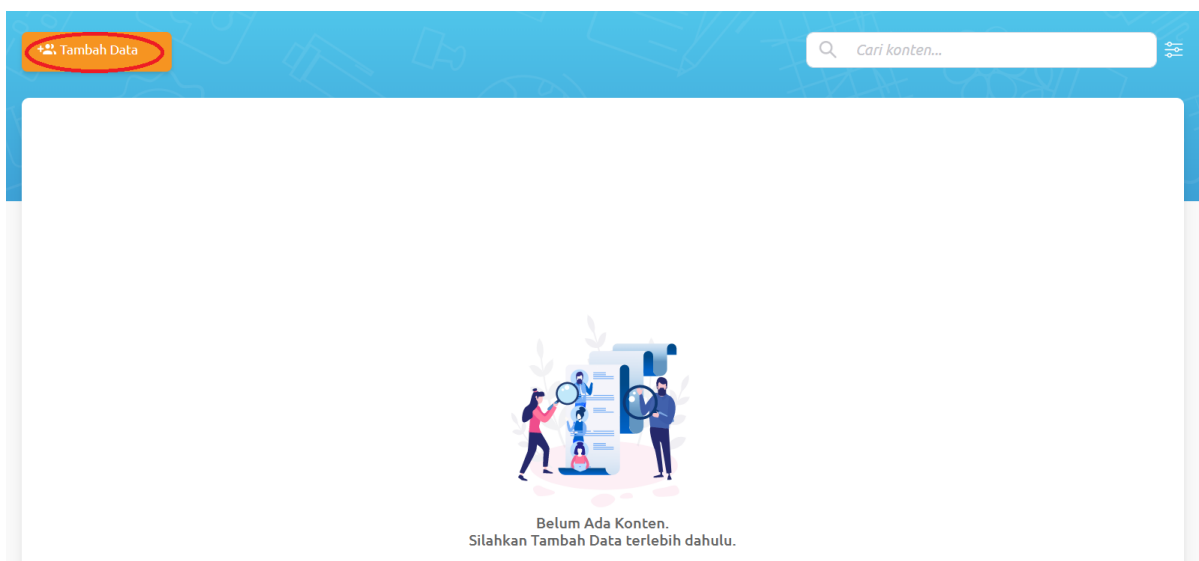 Tambah Data
Cari konten...
Belum Ada Konten.
Silahkan Tambah Data terlebih dahulu.